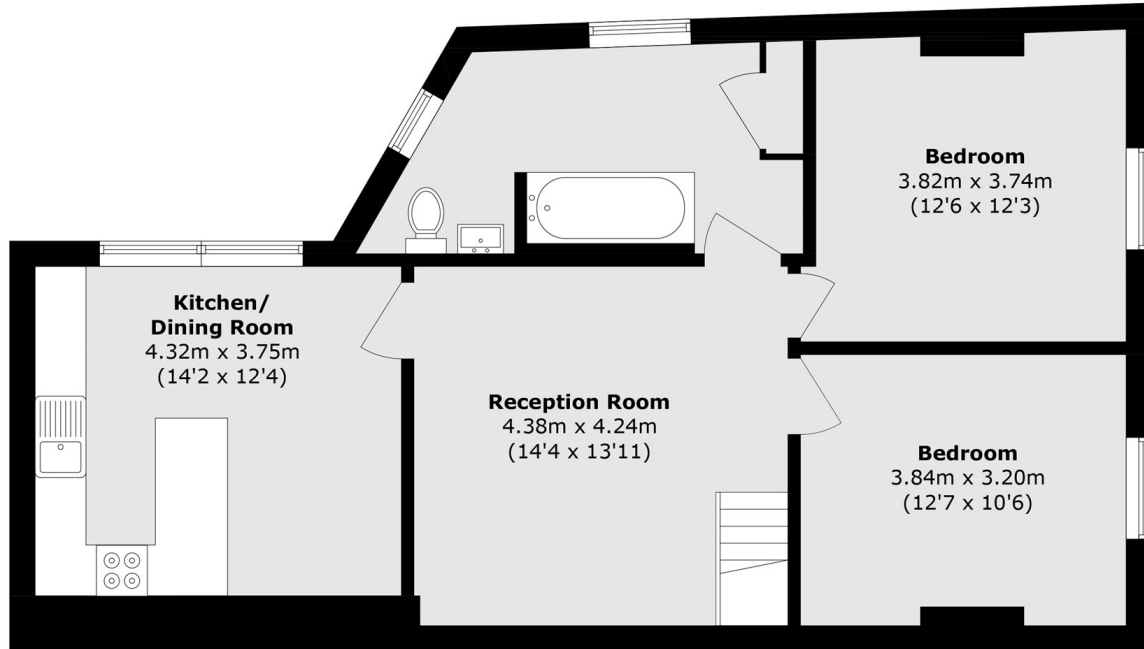 Kitchen/
Dining Room
4.32m x 3.75m
(14'2 x 12'4)
Reception Room
4.38m x 4.24m
(14'4 x 13'11)
Bedroom
3.82m x 3.74m
(12'6 x 12'3)
Bedroom
3.84m x 3.20m
(12'7 x 10'6)